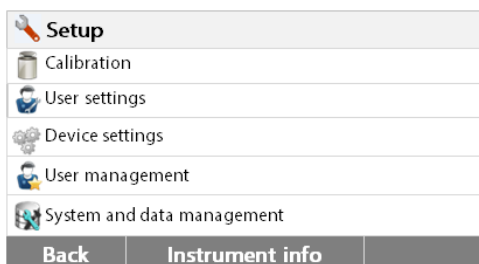 Setup
Calibration
User settings
Device settings
User management
System and data management
Back Instrument info